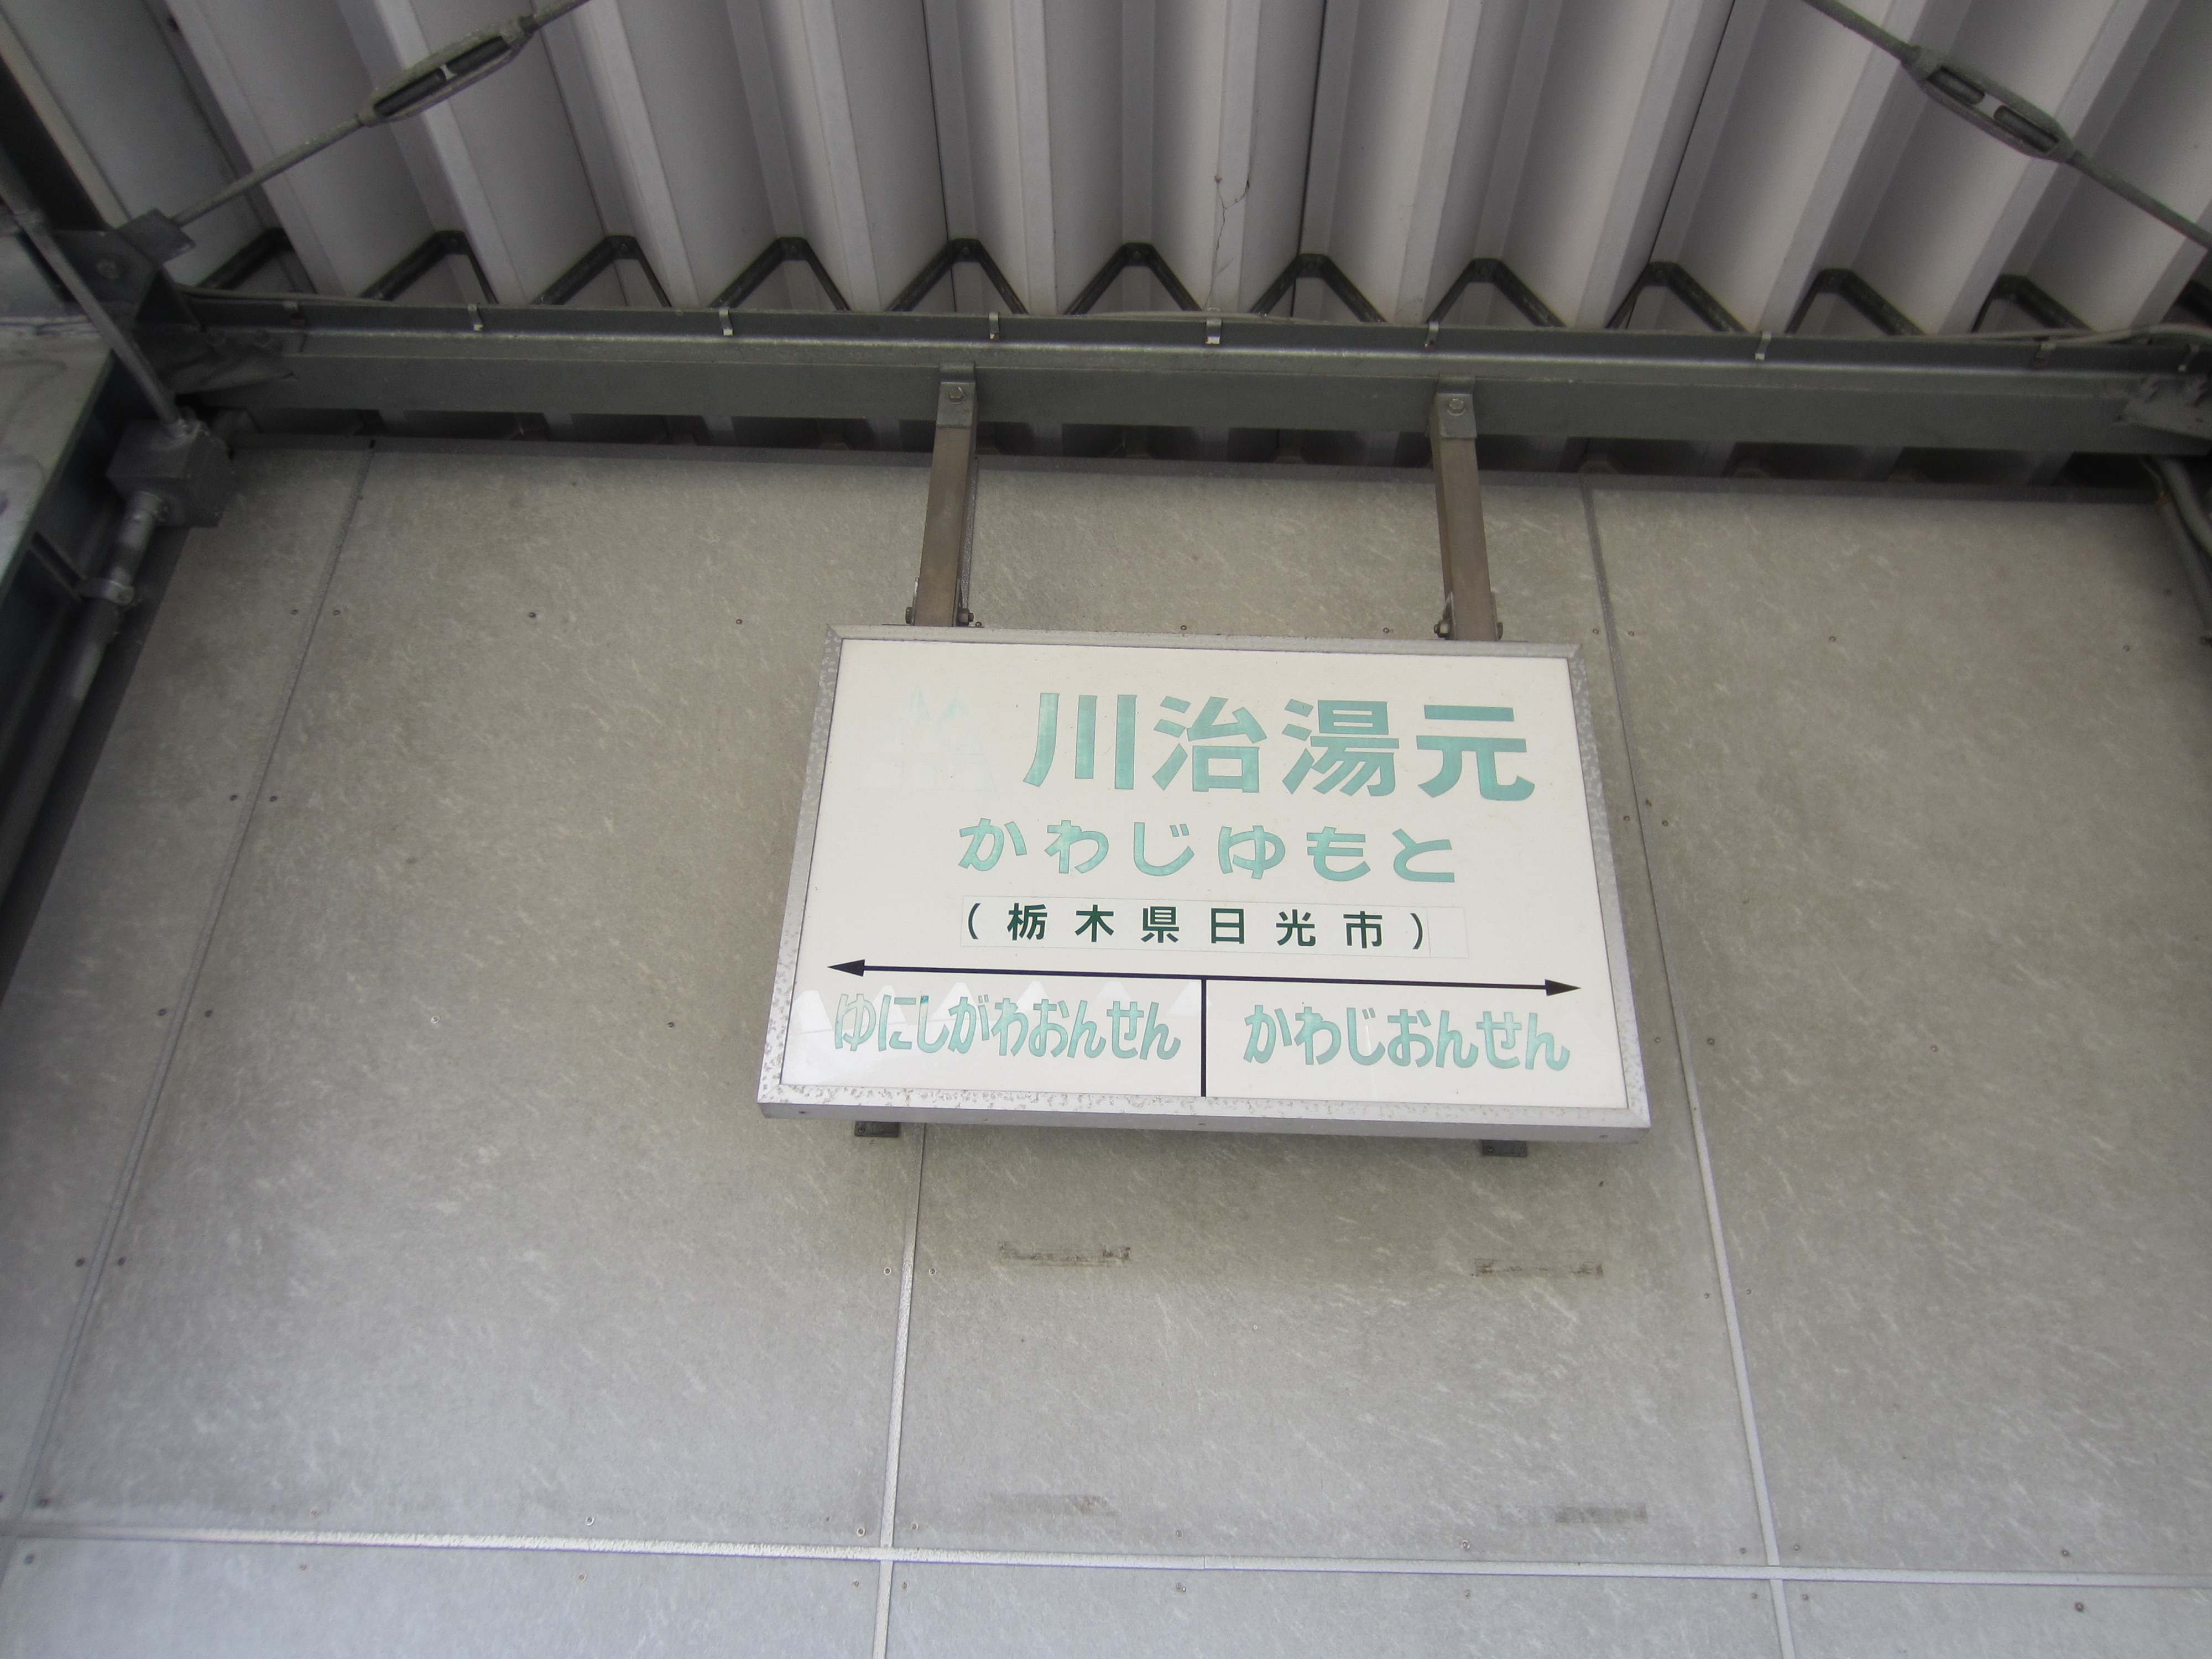 川治湯元
かわじゆもと
(栃木県日光市)
ゆにしがわおんせん
かわじおんせん